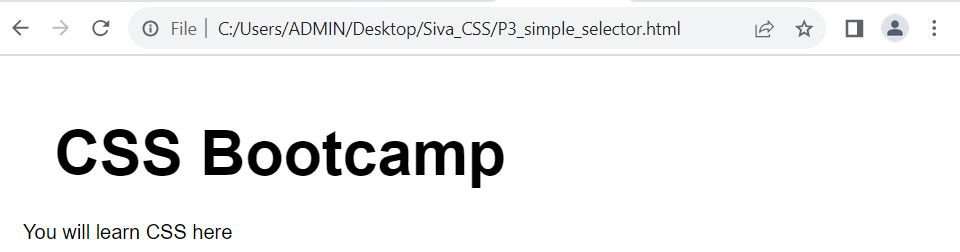 File C:/Users/ADMIN/Desktop/Siva_CSS/P3_simple_selector.html
CSS Bootcamp
You will learn CSS here